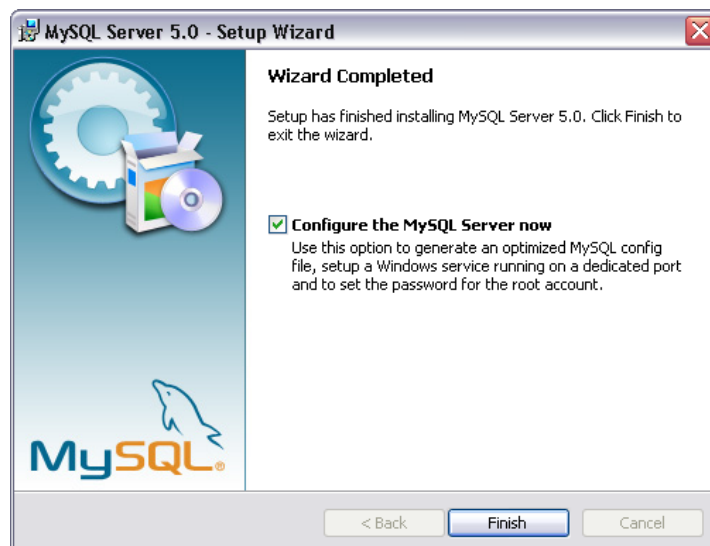 MySQL Server 5.0 - Setup Wizard
Wizard Completed
Setup has finished installing MySQL Server 5.0. Click Finish to
exit the wizard.
Configure the MySQL Server now
Use this option to generate an optimized MySQL config
file, setup a Windows service running on a dedicated port
and to set the password for the root account.
MySQL®
< Back Finish Cancel